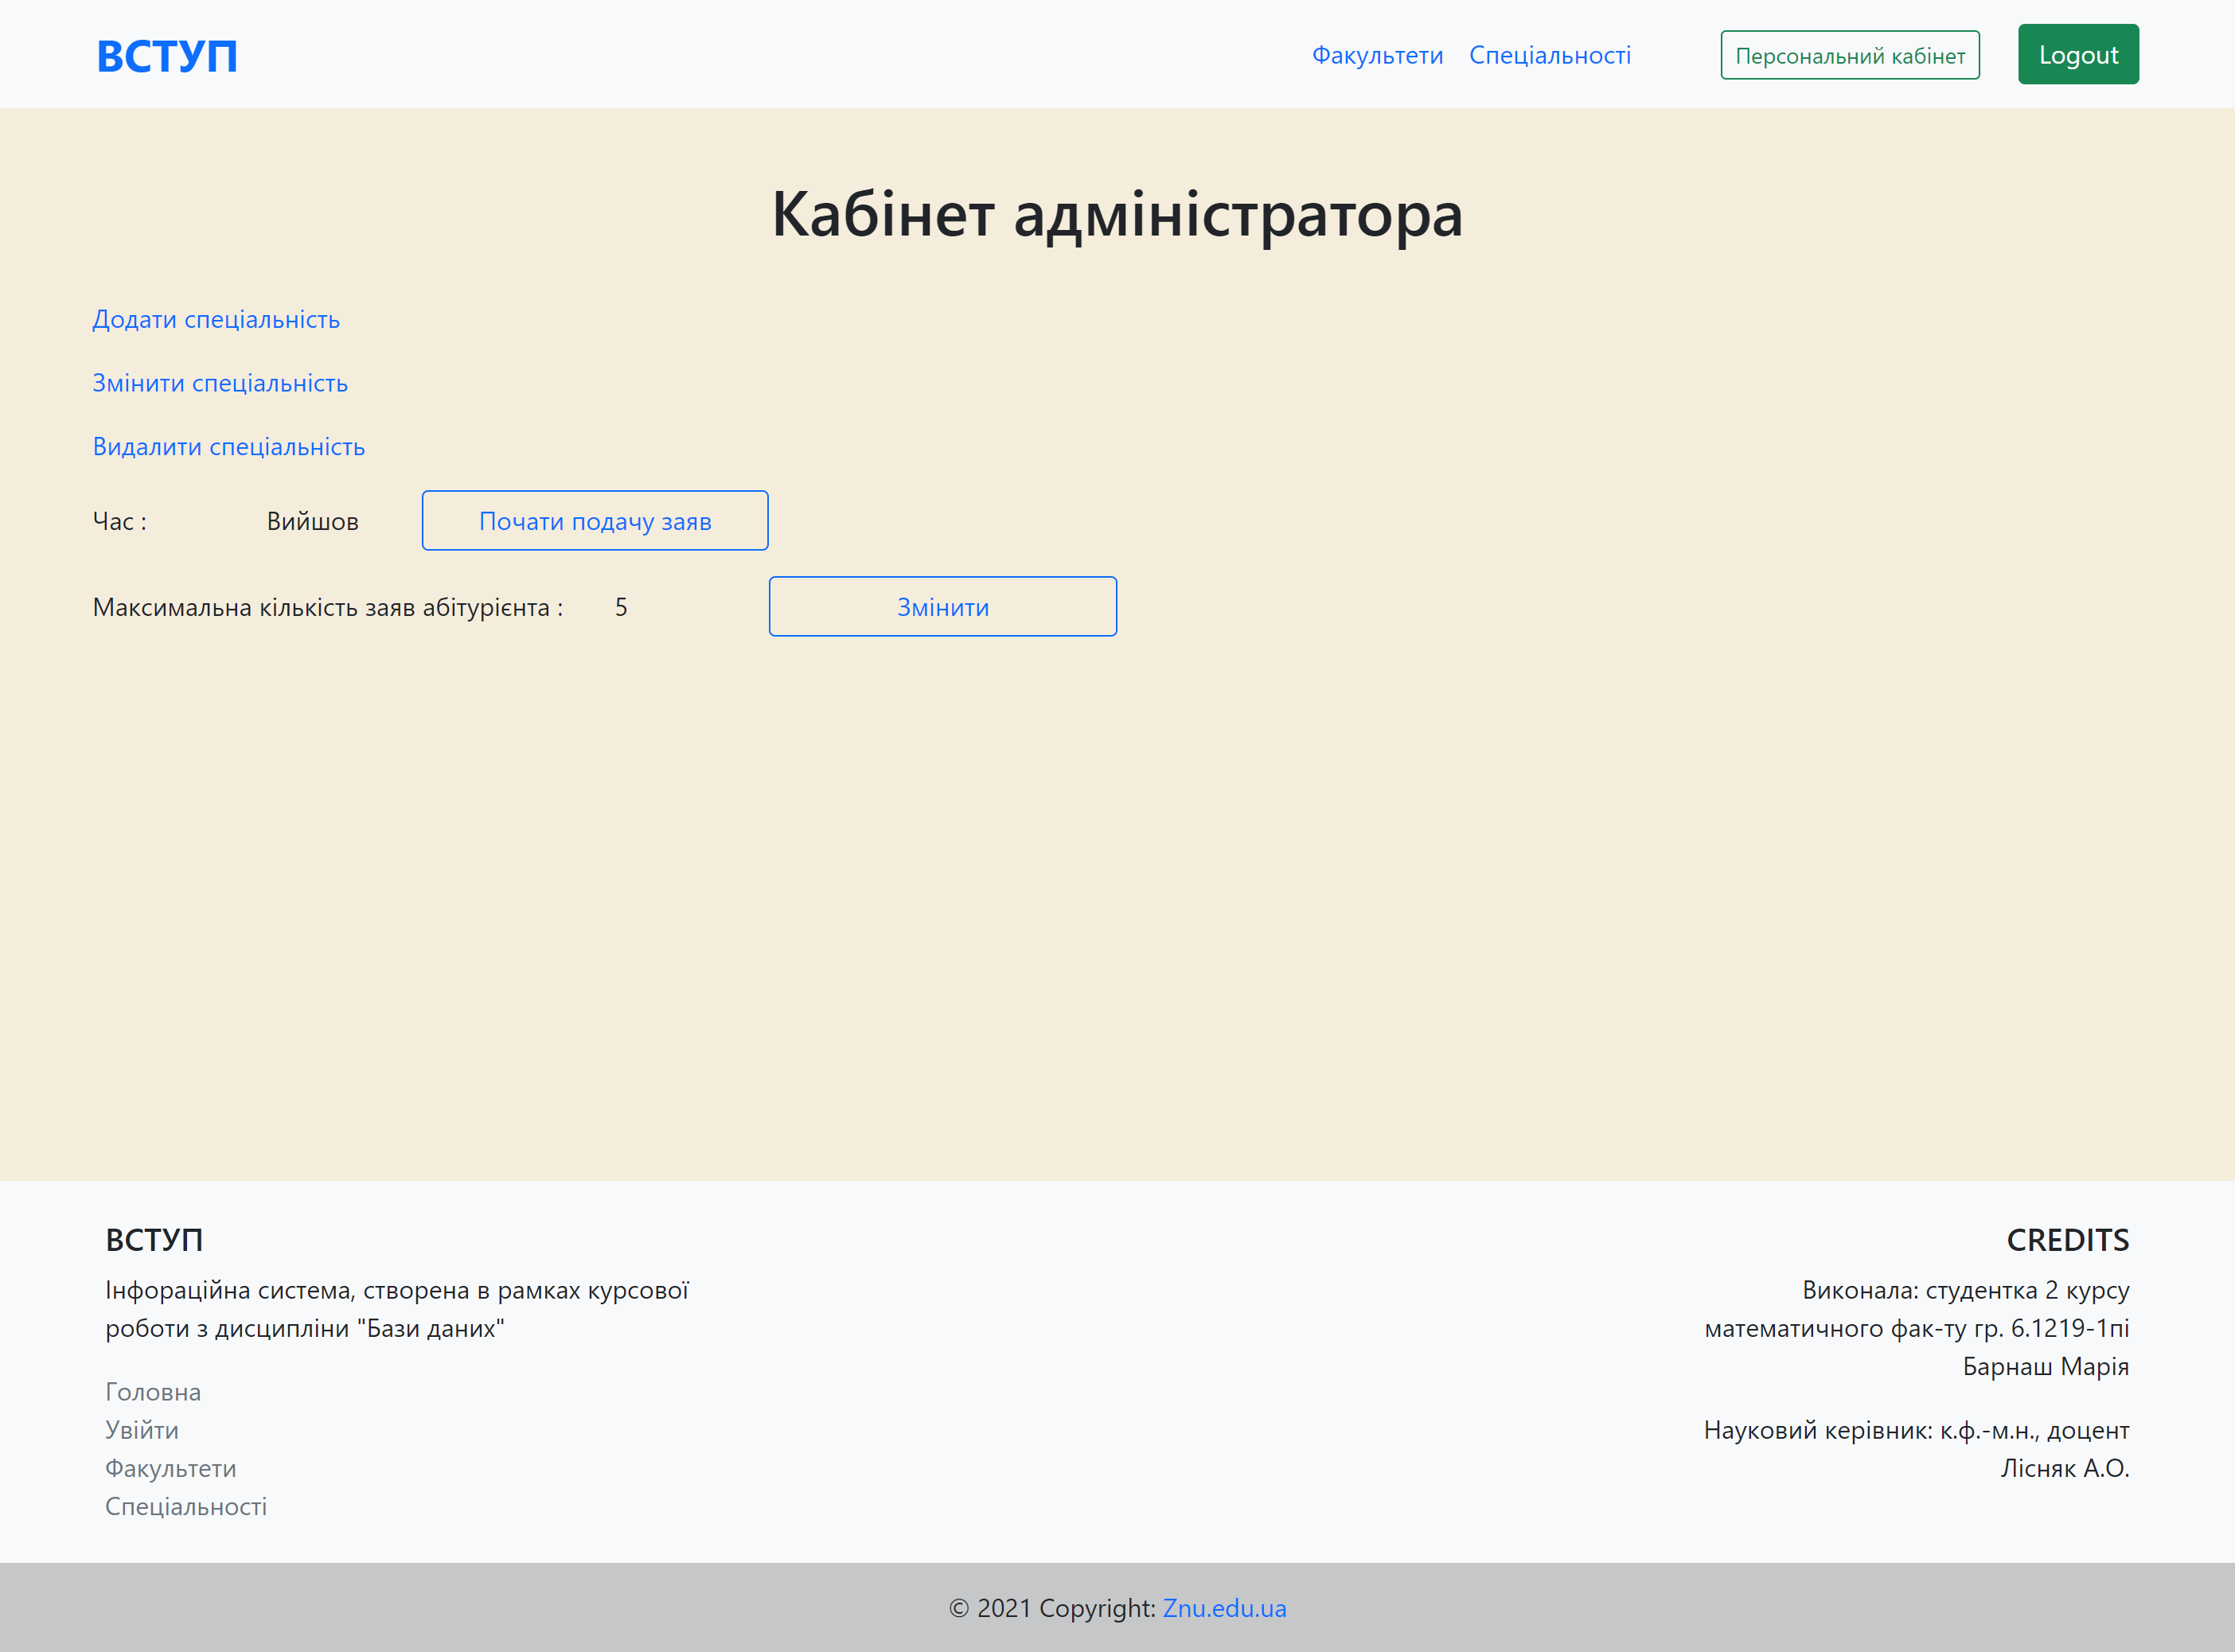 ВСТУП
Факультети Спеціальності Персональний кабінет Logout
Кабінет адміністратора
Додати спеціальність
Змінити спеціальність
Видалити спеціальність
Час : Вийшов Почати подачу заяв
Максимальна кількість заяв абітурієнта : 5 Змінити
ВСТУП
Інфораційна система, створена в рамках курсової
роботи з дисципліни "Бази даних"
Головна
Увійти
Факультети
Спеціальності
CREDITS
Виконала: студентка 2 курсу
математичного фак-ту гр. 6.1219-1пі
Барнаш Марія
Науковий керівник: к.ф.-м.н., доцент
Лісняк А.О.
© 2021 Copyright: Znu.edu.ua